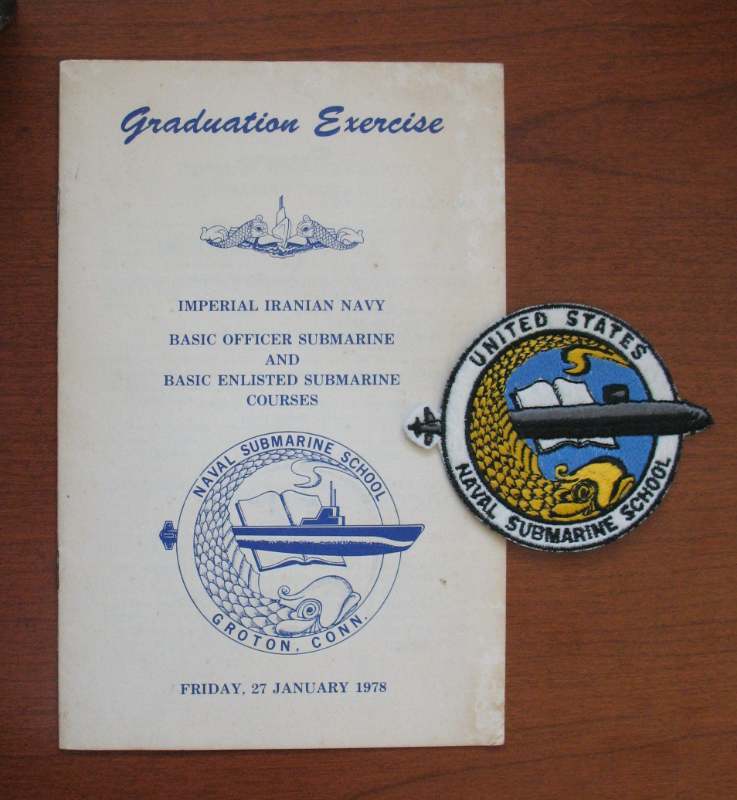 Graduation Exercise
IMPERIAL IRANIAN NAVY
BASIC OFFICER SUBMARINE
AND
BASIC ENLISTED SUBMARINE
COURSES
NAVAL SUBMARINE SCHOOL
GROTON, CONN.
FRIDAY, 27 JANUARY 1978
UNITED STATES
NAVAL SUBMARINE SCHOOL